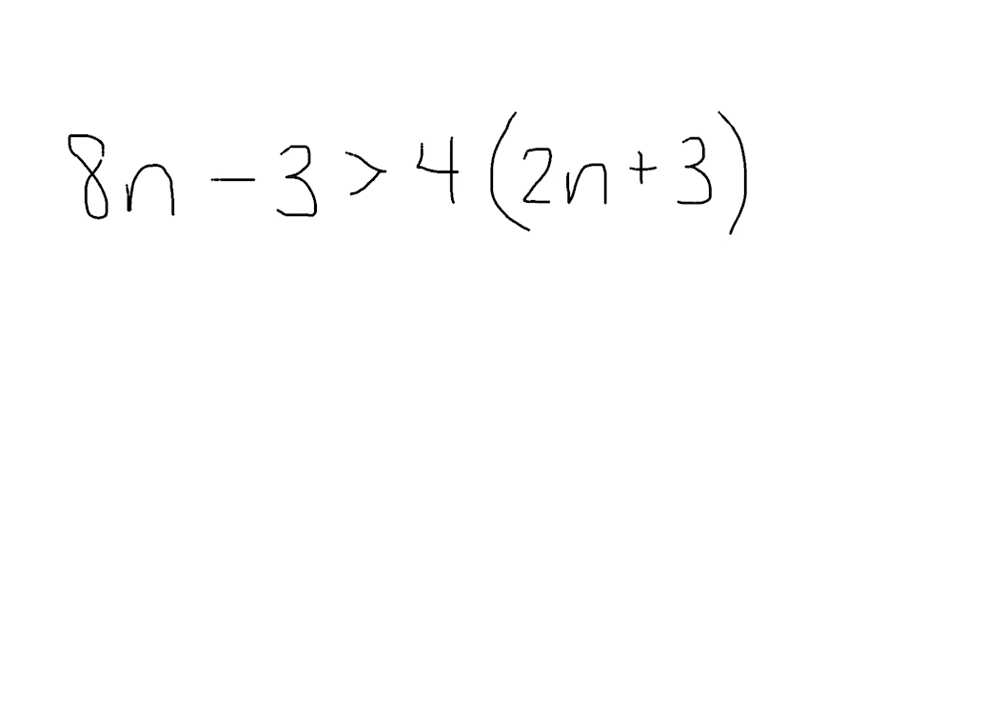 8n - 3 > 4(2n + 3)